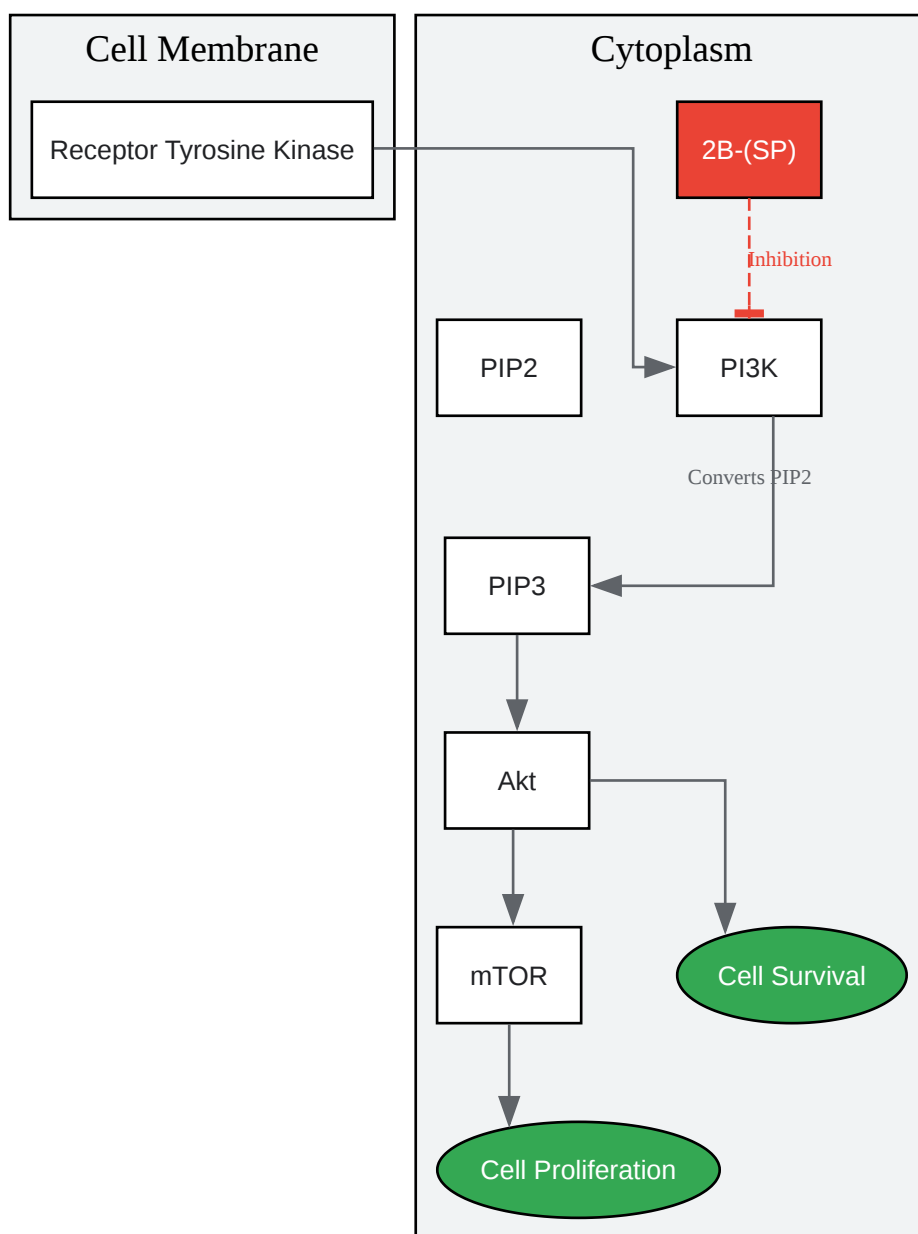 Cell Membrane
Cytoplasm
Receptor Tyrosine Kinase
2B-(SP)
Inhibition
PIP2
PI3K
Converts PIP2
PIP3
Akt
mTOR
Cell Survival
Cell Proliferation